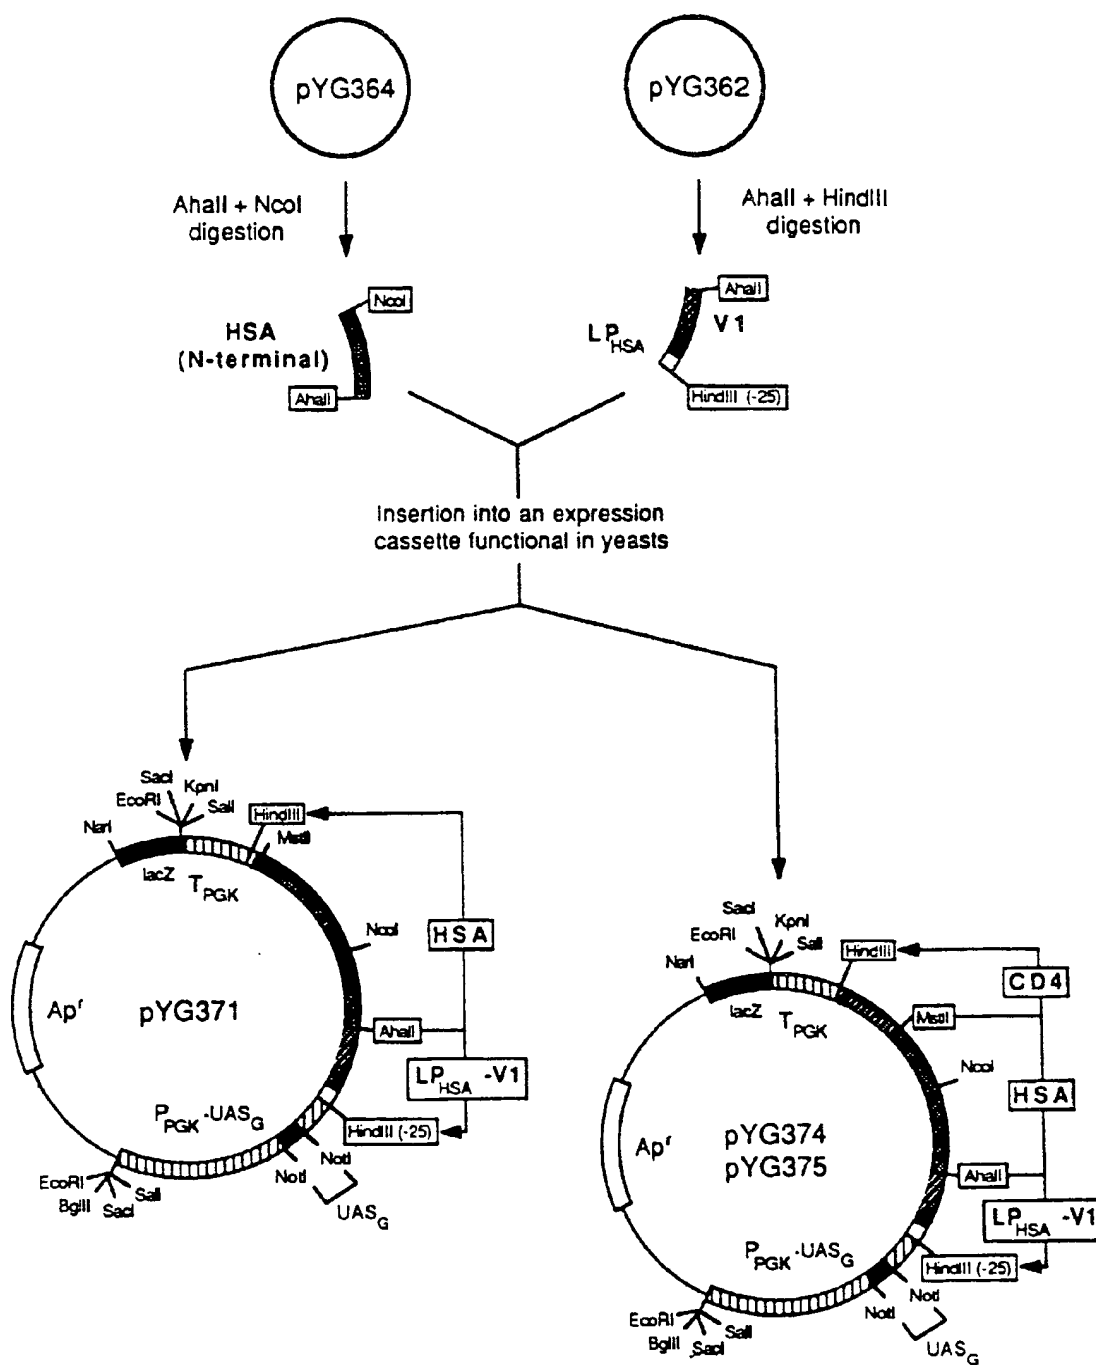 pYG364
pYG362
AhaII + NcoI
digestion
AhaII + HindIII
digestion
NcoI
HSA
(N-terminal)
AhaII
AhaII
V1
LP HSA
HindIII (-25)
Insertion into an expression
cassette functional in yeasts
SacI
KpnI
EcoRI
SalI
HindIII
NarI
MstII
lacZ
T PGK
NcoI
HSA
Ap r
pYG371
AhaII
LP HSA -V1
P PGK -UAS G
HindIII (-25)
NotI
NotI
UAS G
EcoRI
BglII
SacI
SalI
SacI
KpnI
EcoRI
SalI
HindIII
NarI
CD4
lacZ
T PGK
MstII
NcoI
HSA
Ap r
pYG374
pYG375
AhaII
LP HSA -V1
P PGK -UAS G
HindIII (-25)
NotI
NotI
UAS G
EcoRI
BglII
SacI
SalI